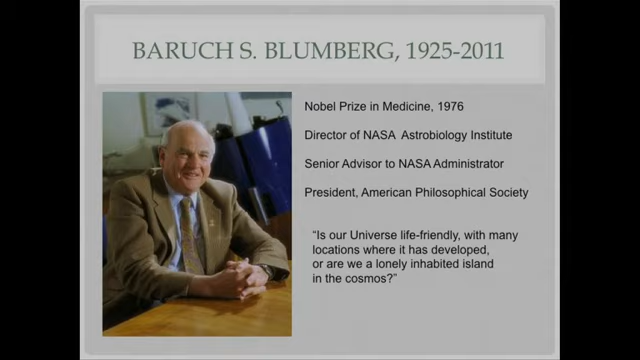 BARUCH S. BLUMBERG, 1925-2011
Nobel Prize in Medicine, 1976
Director of NASA Astrobiology Institute
Senior Advisor to NASA Administrator
President, American Philosophical Society
“Is our Universe life-friendly, with many
locations where it has developed,
or are we a lonely inhabited island
in the cosmos?”